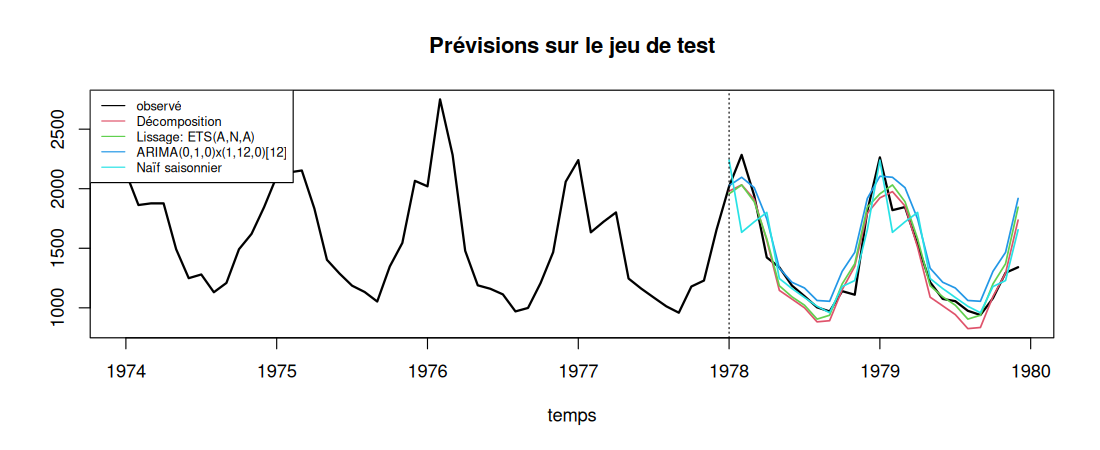 Prévisions sur le jeu de test
observé
Décomposition
Lissage: ETS(A,N,A)
ARIMA(0,1,0)x(1,12,0)[12]
Naïf saisonnier
2500
2000
1500
1000
1974 1975 1976 1977 1978 1979 1980
temps